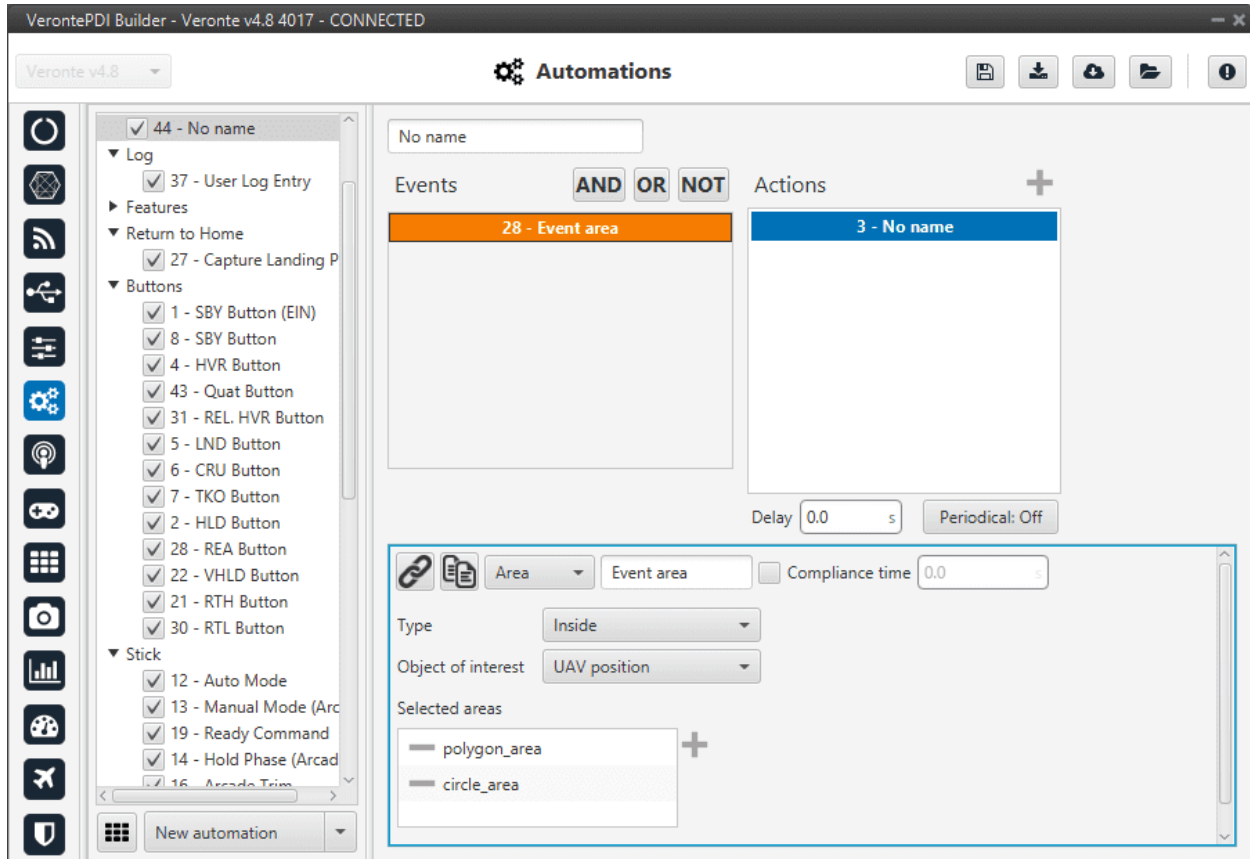 VerontePDI Builder - Veronte v4.8 4017 - CONNECTED
Veronte v4.8
Automations
44 - No name
Log
37 - User Log Entry
Features
Return to Home
27 - Capture Landing P
Buttons
1 - SBY Button (EIN)
8 - SBY Button
4 - HVR Button
43 - Quat Button
31 - REL. HVR Button
5 - LND Button
6 - CRU Button
7 - TKO Button
2 - HLD Button
28 - REA Button
22 - VHLD Button
21 - RTH Button
30 - RTL Button
Stick
12 - Auto Mode
13 - Manual Mode (Arc
19 - Ready Command
14 - Hold Phase (Arcad
16 - Arcade Trim
New automation
No name
Events AND OR NOT Actions
28 - Event area
3 - No name
Delay 0.0 s Periodical: Off
Area Event area Compliance time 0.0 s
Type Inside
Object of interest UAV position
Selected areas
polygon_area
circle_area